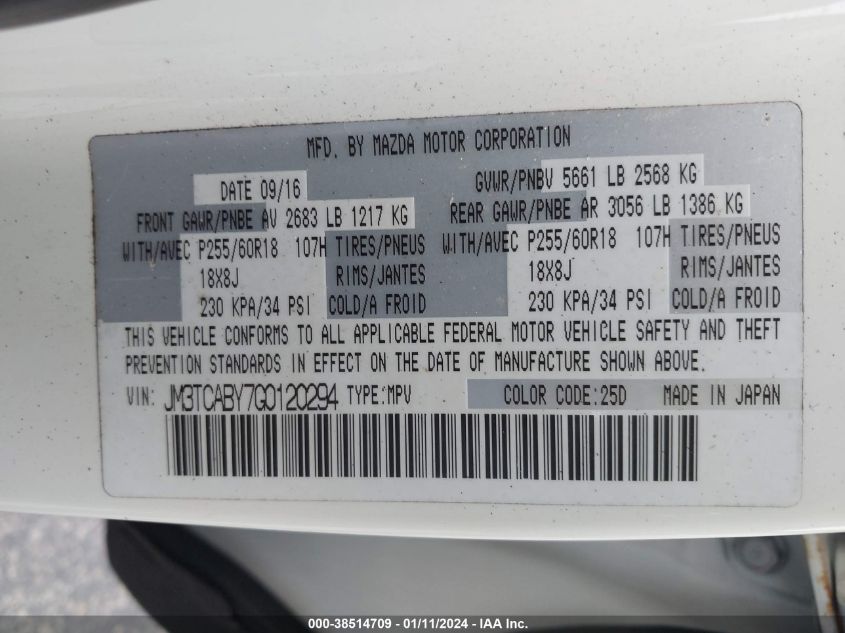 MFD. BY MAZDA MOTOR CORPORATION
DATE 09/16 GVWR/PNBV 5661 LB 2568 KG
FRONT GAWR/PNBE AV 2683 LB 1217 KG REAR GAWR/PNBE AR 3056 LB 1386 KG
WITH/AVEC P255/60R18 107H TIRES/PNEUS WITH/AVEC P255/60R18 107H TIRES/PNEUS
18X8J RIMS/JANTES 18X8J RIMS/JANTES
230 KPA/34 PSI COLD/A FROID 230 KPA/34 PSI COLD/A FROID
THIS VEHICLE CONFORMS TO ALL APPLICABLE FEDERAL MOTOR VEHICLE SAFETY AND THEFT
PREVENTION STANDARDS IN EFFECT ON THE DATE OF MANUFACTURE SHOWN ABOVE.
VIN: JM3TCABY7G0120294 TYPE:MPV COLOR CODE:25D MADE IN JAPAN
000-38514709 - 01/11/2024 - IAA Inc.